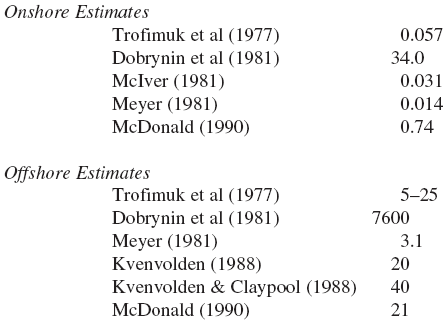 Onshore Estimates
Trofimuk et al (1977) 0.057
Dobrynin et al (1981) 34.0
McIver (1981) 0.031
Meyer (1981) 0.014
McDonald (1990) 0.74
Offshore Estimates
Trofimuk et al (1977) 5–25
Dobrynin et al (1981) 7600
Meyer (1981) 3.1
Kvenvolden (1988) 20
Kvenvolden & Claypool (1988) 40
McDonald (1990) 21